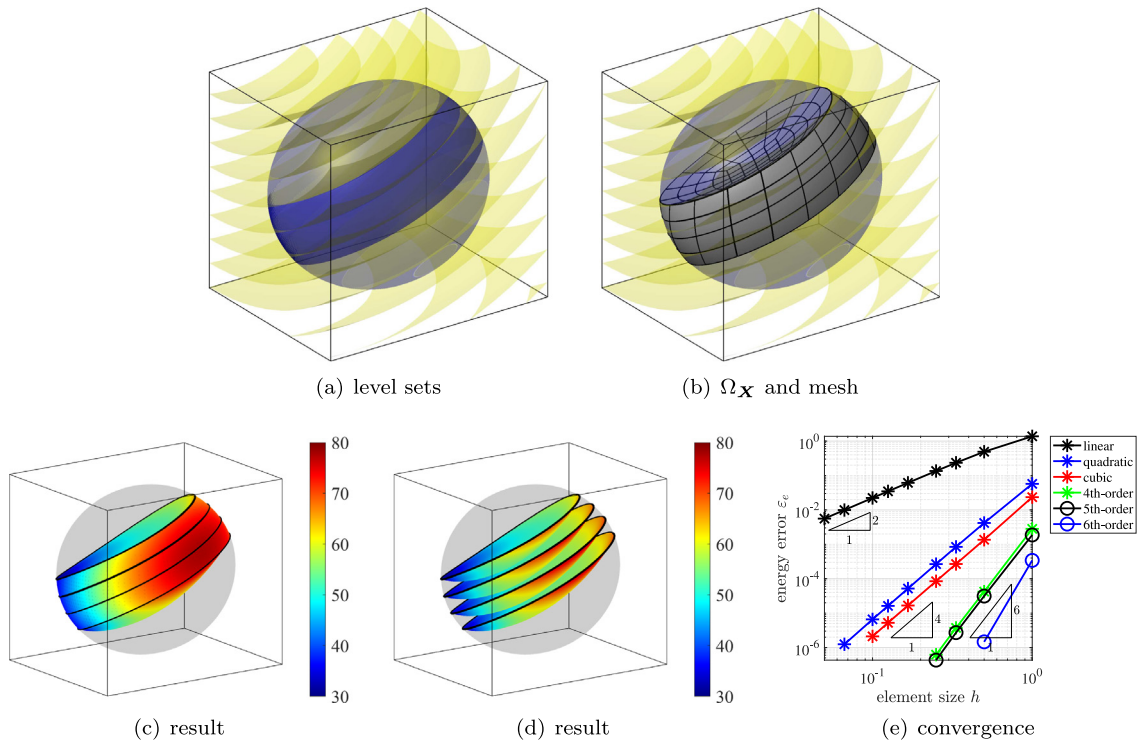 (a) level sets
(b) Ω_X and mesh
80
70
60
50
40
30
(c) result
80
70
60
50
40
30
(d) result
energy error ε_e
10^0
10^-2
10^-4
10^-6
2
1
4
1
6
1
10^-1
10^0
element size h
linear
quadratic
cubic
4th-order
5th-order
6th-order
(e) convergence